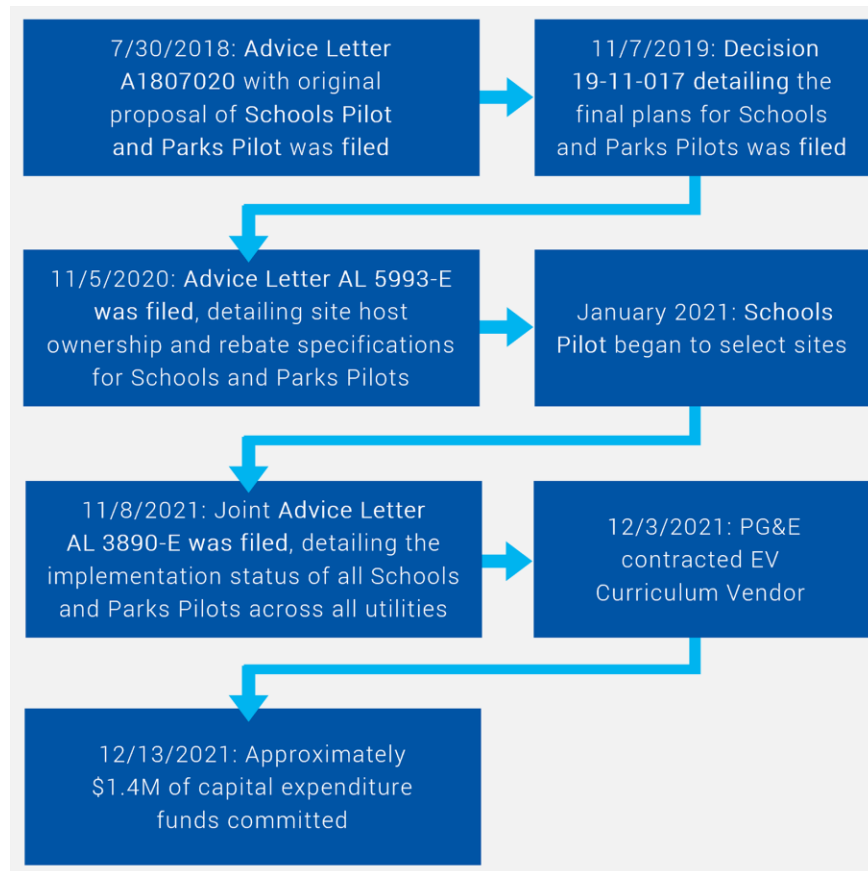 7/30/2018: Advice Letter
A1807020 with original
proposal of Schools Pilot
and Parks Pilot was filed
11/7/2019: Decision
19-11-017 detailing the
final plans for Schools
and Parks Pilots was filed
11/5/2020: Advice Letter AL 5993-E
was filed, detailing site host
ownership and rebate specifications
for Schools and Parks Pilots
January 2021: Schools
Pilot began to select sites
11/8/2021: Joint Advice Letter
AL 3890-E was filed, detailing the
implementation status of all Schools
and Parks Pilots across all utilities
12/3/2021: PG&E
contracted EV
Curriculum Vendor
12/13/2021: Approximately
$1.4M of capital expenditure
funds committed